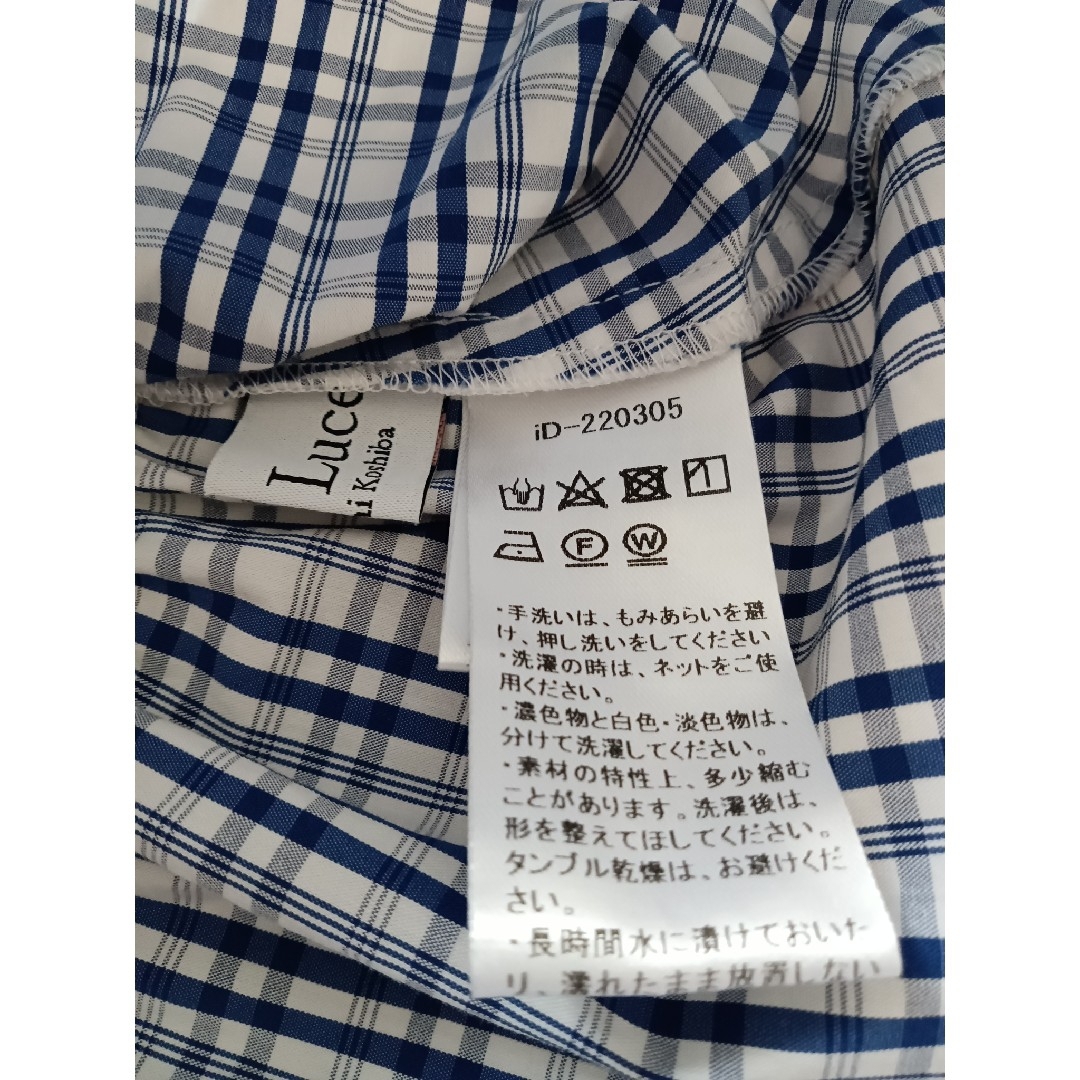 Luce
ni Koshiba
iD-220305
F W
・手洗いは、もみあらいを避
け、押し洗いをしてください
・洗濯の時は、ネットをご使
用ください。
・濃色物と白色・淡色物は、
分けて洗濯してください。
・素材の特性上、多少縮む
ことがあります。洗濯後は、
形を整えてほしてください。
タンブル乾燥は、お避けくだ
さい。
・長時間水に漬けておいた
り、濡れたまま放置しない